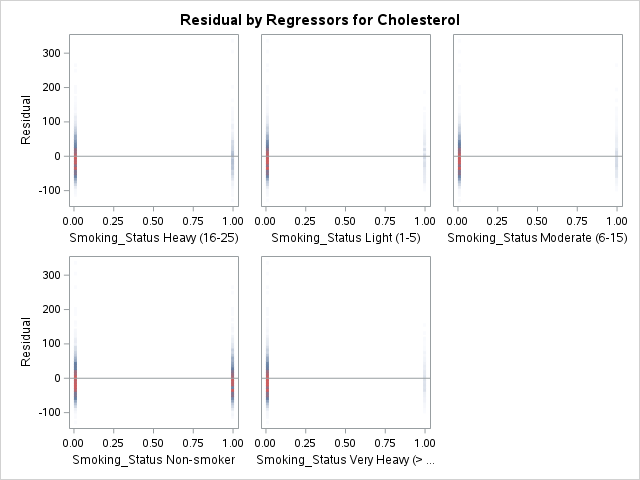 Residual by Regressors for Cholesterol
Residual
300
200
100
0
-100
0.00 0.25 0.50 0.75 1.00
Smoking_Status Heavy (16-25)
0.00 0.25 0.50 0.75 1.00
Smoking_Status Light (1-5)
0.00 0.25 0.50 0.75 1.00
Smoking_Status Moderate (6-15)
Residual
300
200
100
0
-100
0.00 0.25 0.50 0.75 1.00
Smoking_Status Non-smoker
0.00 0.25 0.50 0.75 1.00
Smoking_Status Very Heavy (> ...